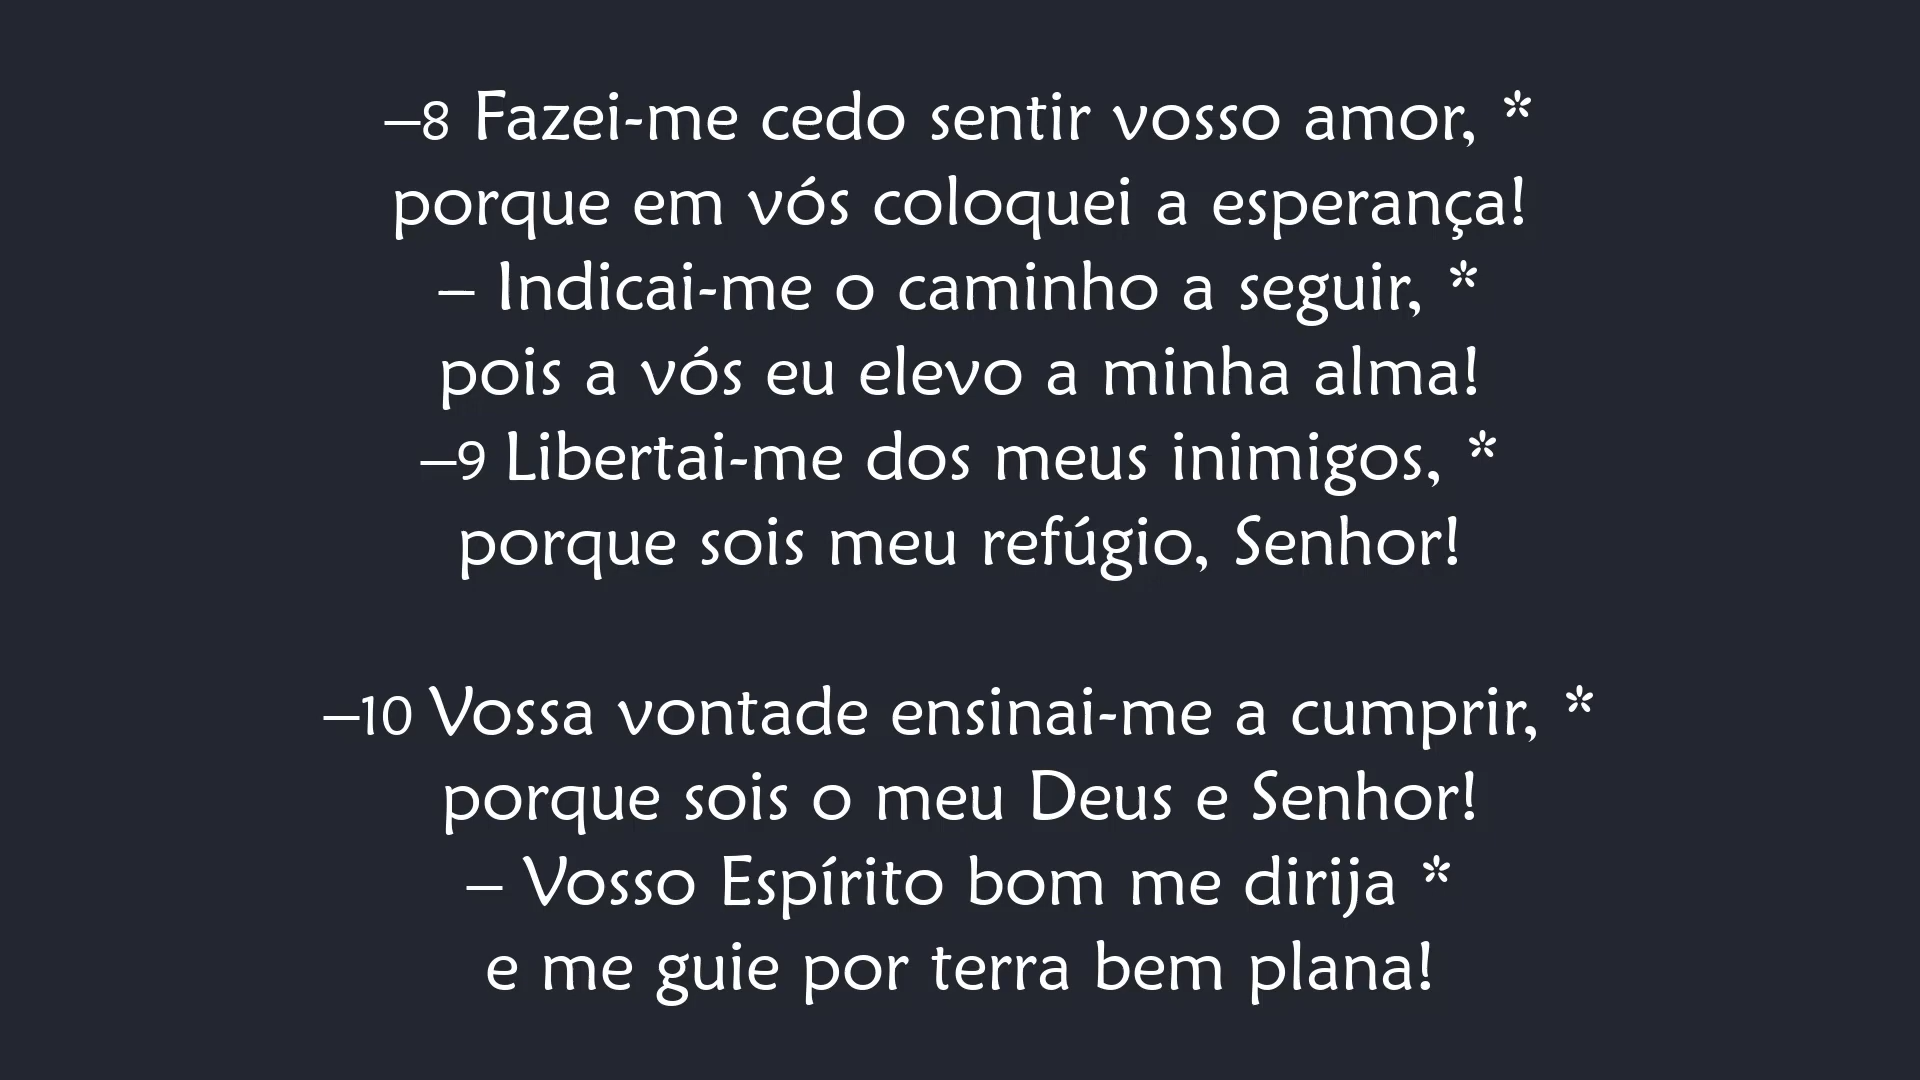 –8 Fazei-me cedo sentir vosso amor, *
porque em vós coloquei a esperança!
– Indicai-me o caminho a seguir, *
pois a vós eu elevo a minha alma!
–9 Libertai-me dos meus inimigos, *
porque sois meu refúgio, Senhor!
–10 Vossa vontade ensinai-me a cumprir, *
porque sois o meu Deus e Senhor!
– Vosso Espírito bom me dirija *
e me guie por terra bem plana!